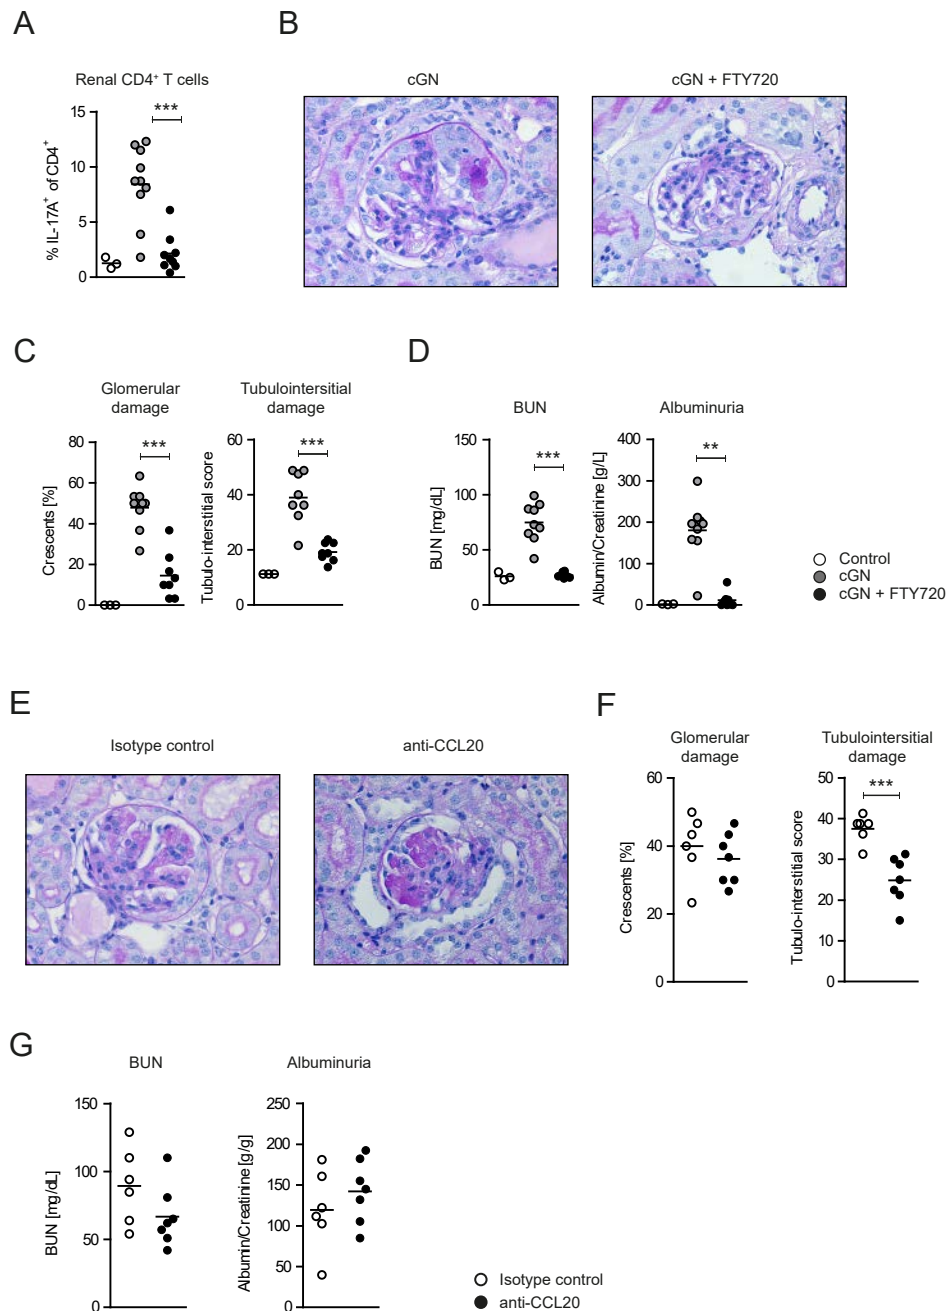 A
Renal CD4⁺ T cells
% IL-17A⁺ of CD4⁺
15
10
5
0
***
B
cGN
cGN + FTY720
C
Glomerular
damage
Crescents [%]
80
60
40
20
0
***
Tubulointersitial
damage
Tubulo-interstitial score
60
40
20
0
***
D
BUN
BUN [mg/dL]
150
100
50
0
***
Albuminuria
Albumin/Creatinine [g/L]
400
300
200
100
0
**
Control
cGN
cGN + FTY720
E
Isotype control
anti-CCL20
F
Glomerular
damage
Crescents [%]
60
40
20
0
Tubulointersitial
damage
Tubulo-interstitial score
50
40
30
20
10
0
***
G
BUN
BUN [mg/dL]
150
100
50
0
Albuminuria
Albumin/Creatinine [g/g]
250
200
150
100
50
0
Isotype control
anti-CCL20